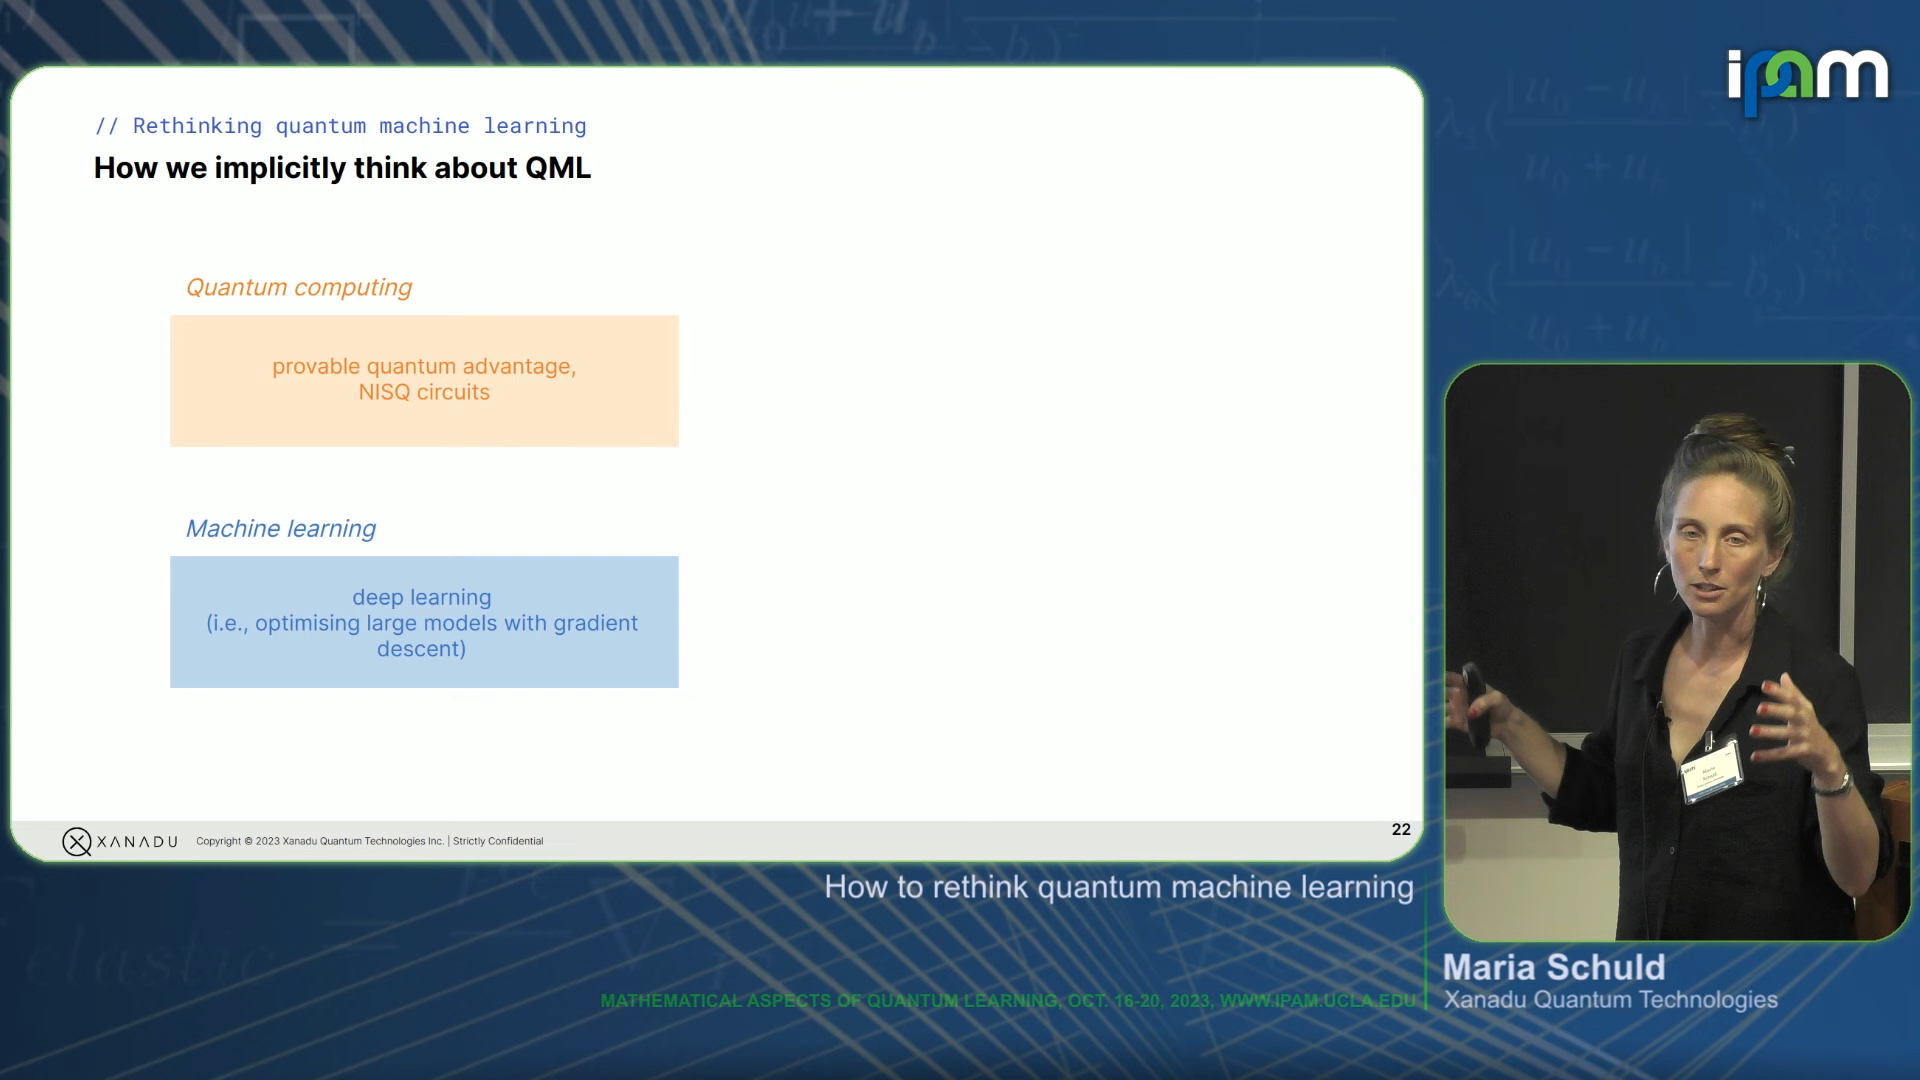 ipam
// Rethinking quantum machine learning
How we implicitly think about QML
Quantum computing
provable quantum advantage,
NISQ circuits
Machine learning
deep learning
(i.e., optimising large models with gradient
descent)
XANADU
Copyright © 2023 Xanadu Quantum Technologies Inc. | Strictly Confidential
22
How to rethink quantum machine learning
Maria Schuld
Xanadu Quantum Technologies
MATHEMATICAL ASPECTS OF QUANTUM LEARNING, OCT. 16-20, 2023, WWW.IPAM.UCLA.EDU
elastic